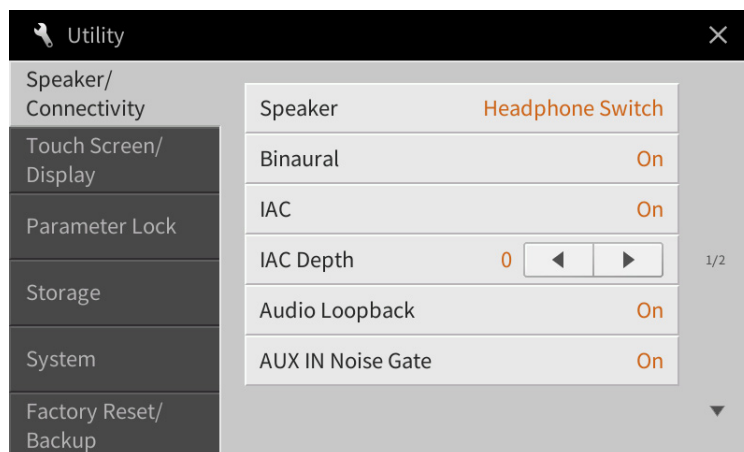 Utility
Speaker/
Connectivity
Touch Screen/
Display
Parameter Lock
Storage
System
Factory Reset/
Backup
Speaker Headphone Switch
Binaural On
IAC On
IAC Depth 0
Audio Loopback On
AUX IN Noise Gate On
1/2